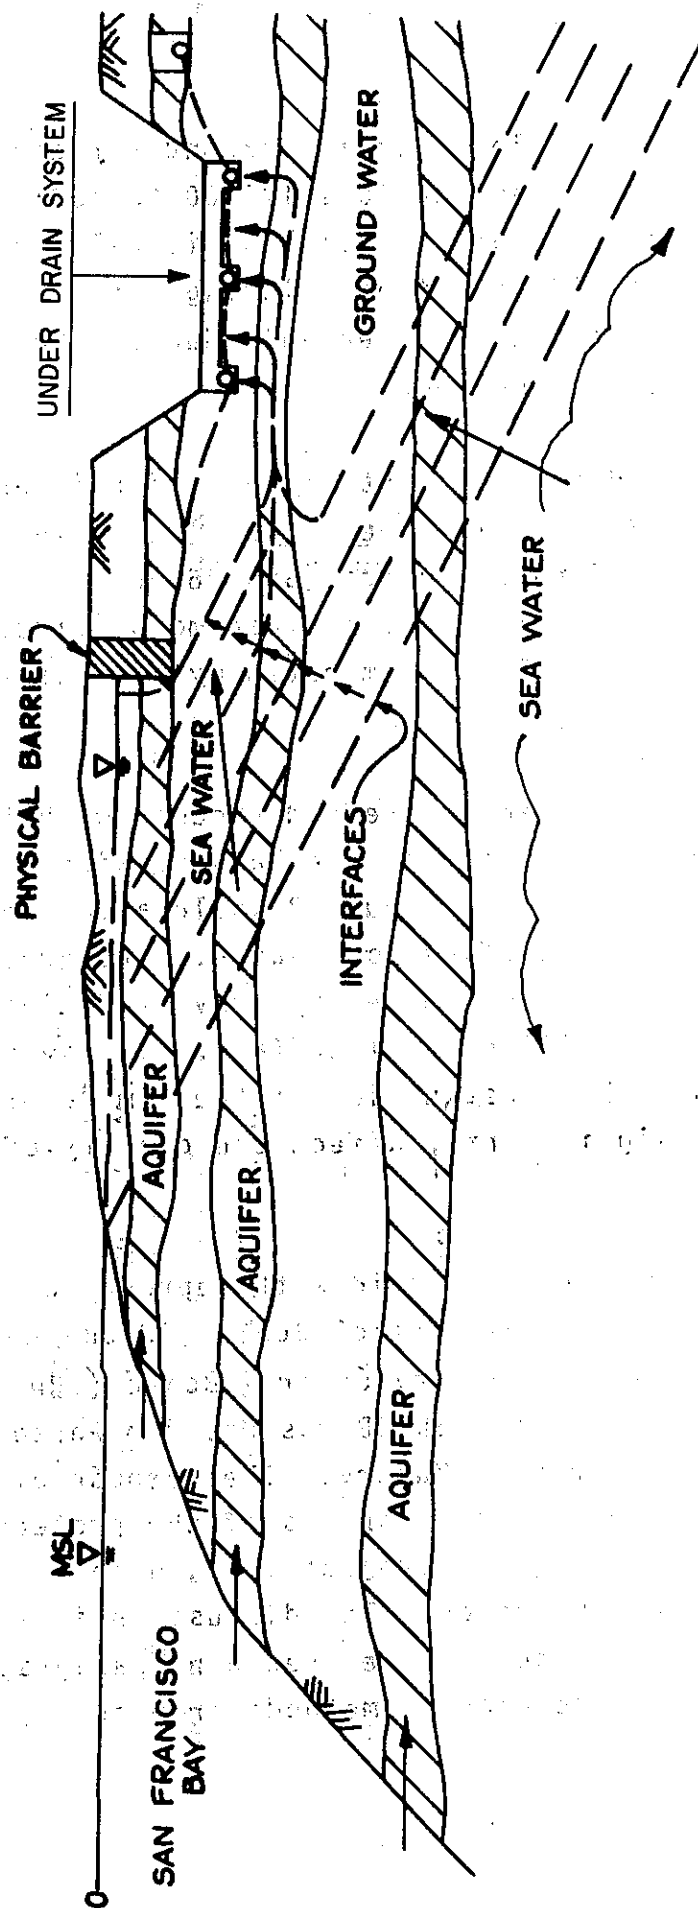 UNDER DRAIN SYSTEM
PHYSICAL BARRIER
GROUND WATER
SEA WATER
SEA WATER
INTERFACES
AQUIFER
AQUIFER
AQUIFER
MSL
SAN FRANCISCO
BAY
0